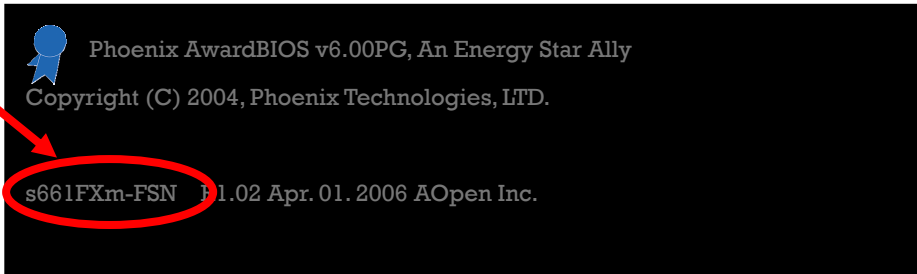 Phoenix AwardBIOS v6.00PG, An Energy Star Ally
Copyright (C) 2004, Phoenix Technologies, LTD.
s661FXm-FSN R1.02 Apr. 01. 2006 AOpen Inc.